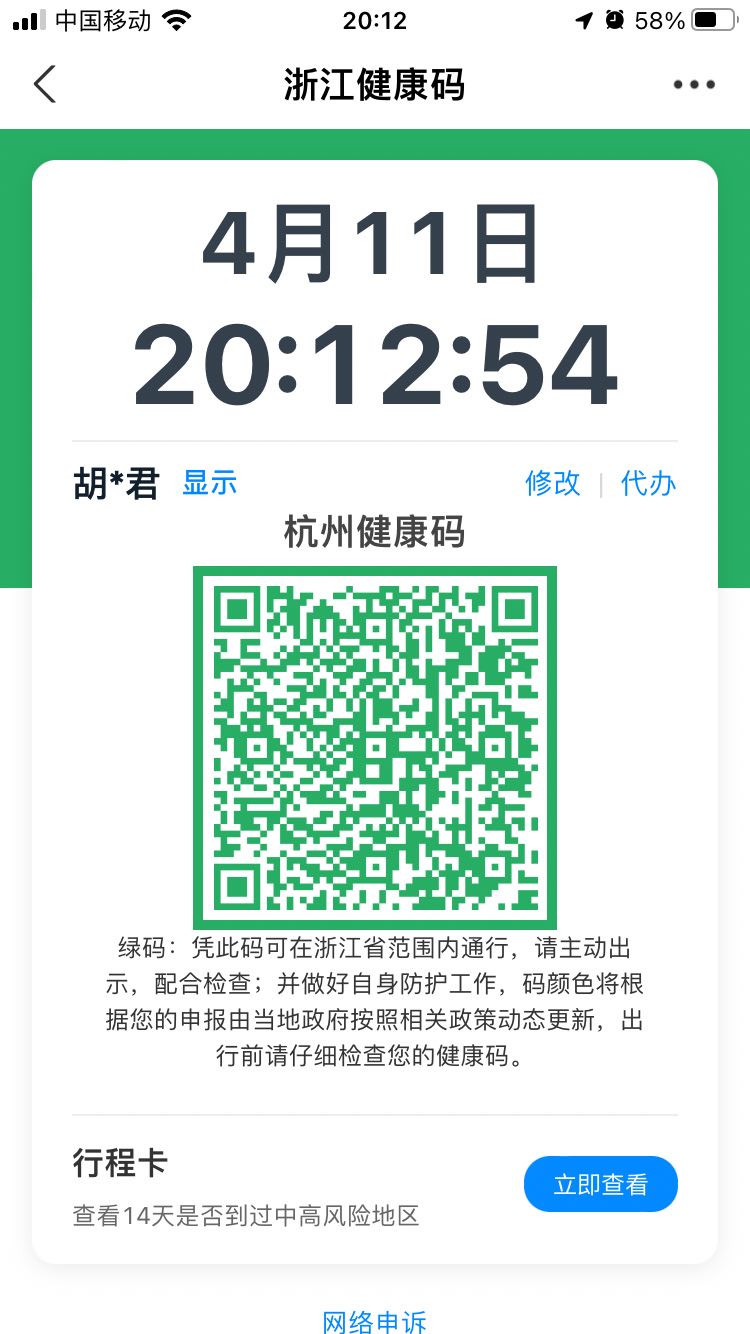 中国移动 20:12 58%
浙江健康码
4月11日
20:12:54
胡*君 显示 修改 | 代办
杭州健康码
绿码：凭此码可在浙江省范围内通行，请主动出
示，配合检查；并做好自身防护工作，码颜色将根
据您的申报由当地政府按照相关政策动态更新，出
行前请仔细检查您的健康码。
行程卡
立即查看
查看14天是否到过中高风险地区
网络申诉